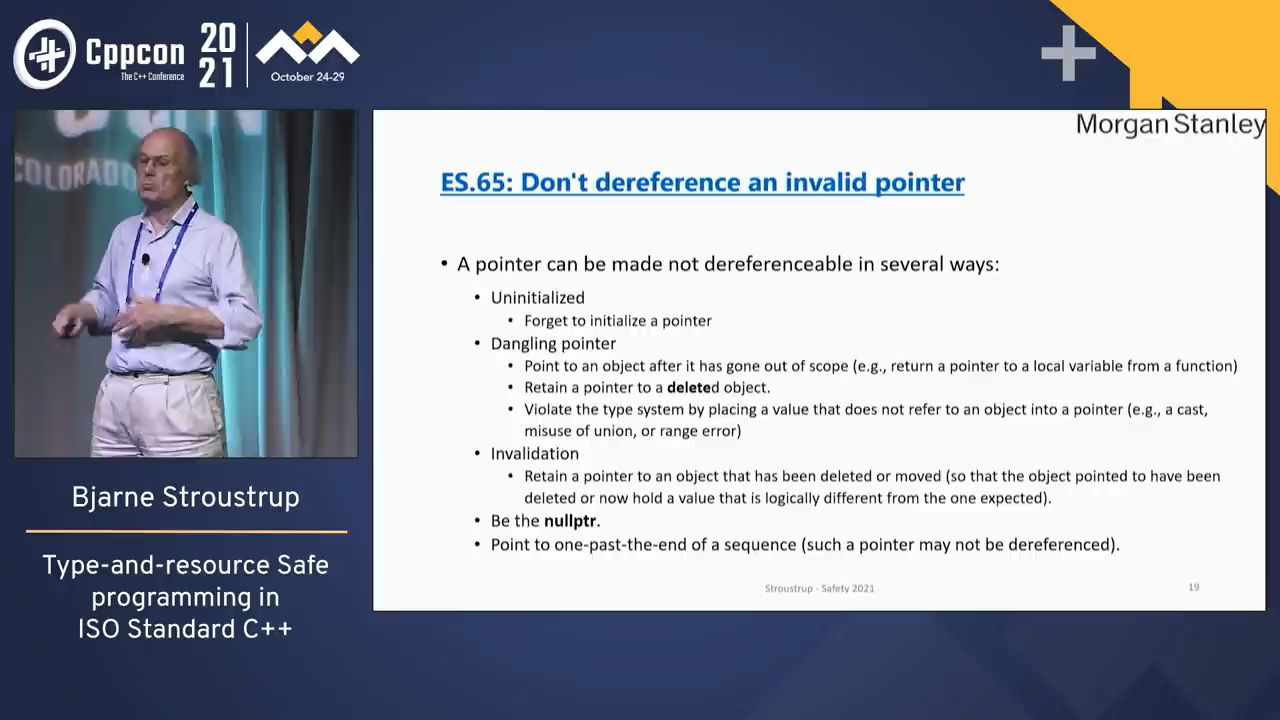 Cppcon
The C++ Conference
20
21
October 24-29
COLORADO
Morgan Stanley
ES.65: Don't dereference an invalid pointer
• A pointer can be made not dereferenceable in several ways:
• Uninitialized
• Forget to initialize a pointer
• Dangling pointer
• Point to an object after it has gone out of scope (e.g., return a pointer to a local variable from a function)
• Retain a pointer to a deleted object.
• Violate the type system by placing a value that does not refer to an object into a pointer (e.g., a cast,
misuse of union, or range error)
• Invalidation
• Retain a pointer to an object that has been deleted or moved (so that the object pointed to have been
deleted or now hold a value that is logically different from the one expected).
• Be the nullptr.
• Point to one-past-the-end of a sequence (such a pointer may not be dereferenced).
Stroustrup - Safety 2021
19
Bjarne Stroustrup
Type-and-resource Safe
programming in
ISO Standard C++